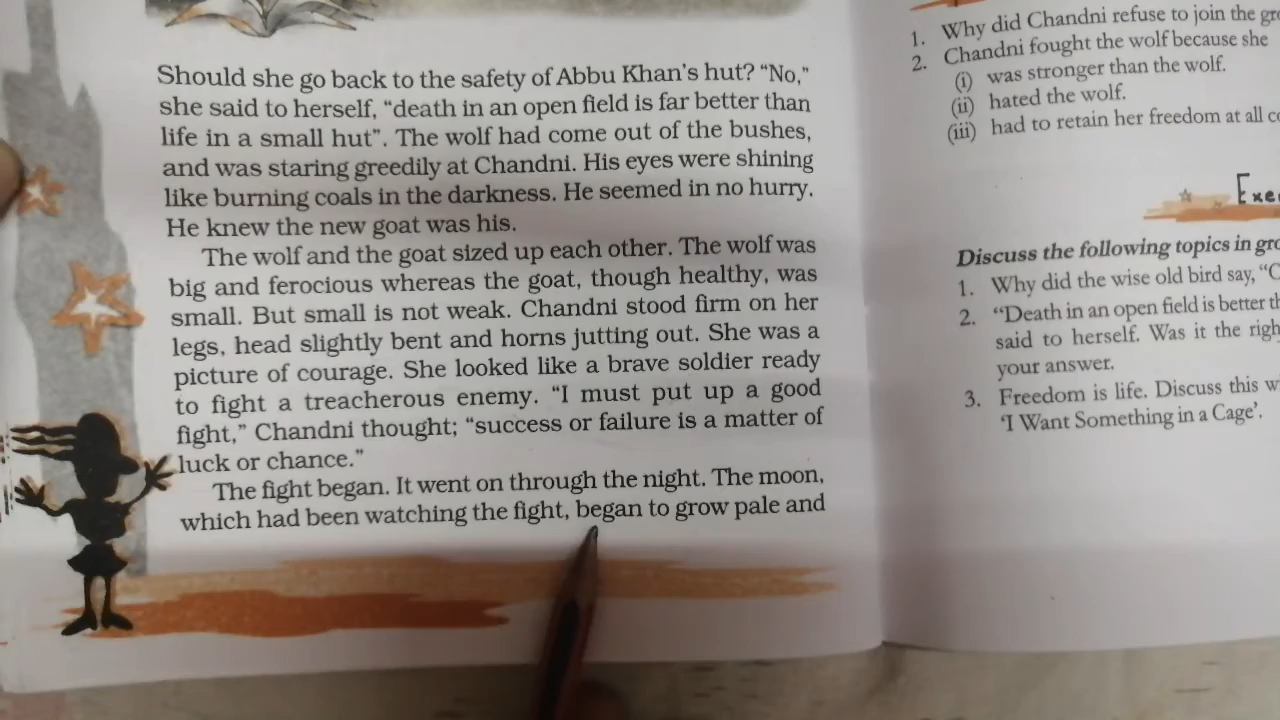 Should she go back to the safety of Abbu Khan's hut? “No,”
she said to herself, “death in an open field is far better than
life in a small hut”. The wolf had come out of the bushes,
and was staring greedily at Chandni. His eyes were shining
like burning coals in the darkness. He seemed in no hurry.
He knew the new goat was his.
The wolf and the goat sized up each other. The wolf was
big and ferocious whereas the goat, though healthy, was
small. But small is not weak. Chandni stood firm on her
legs, head slightly bent and horns jutting out. She was a
picture of courage. She looked like a brave soldier ready
to fight a treacherous enemy. “I must put up a good
fight,” Chandni thought; “success or failure is a matter of
luck or chance.”
The fight began. It went on through the night. The moon,
which had been watching the fight, began to grow pale and
1. Why did Chandni refuse to join the
2. Chandni fought the wolf because she
(i) was stronger than the wolf.
(ii) hated the wolf.
(iii) had to retain her freedom at all
Discuss the following topics in
1. Why did the wise old bird say,
2. “Death in an open field is better
said to herself. Was it the
your answer.
3. Freedom is life. Discuss this
‘I Want Something in a Cage’.